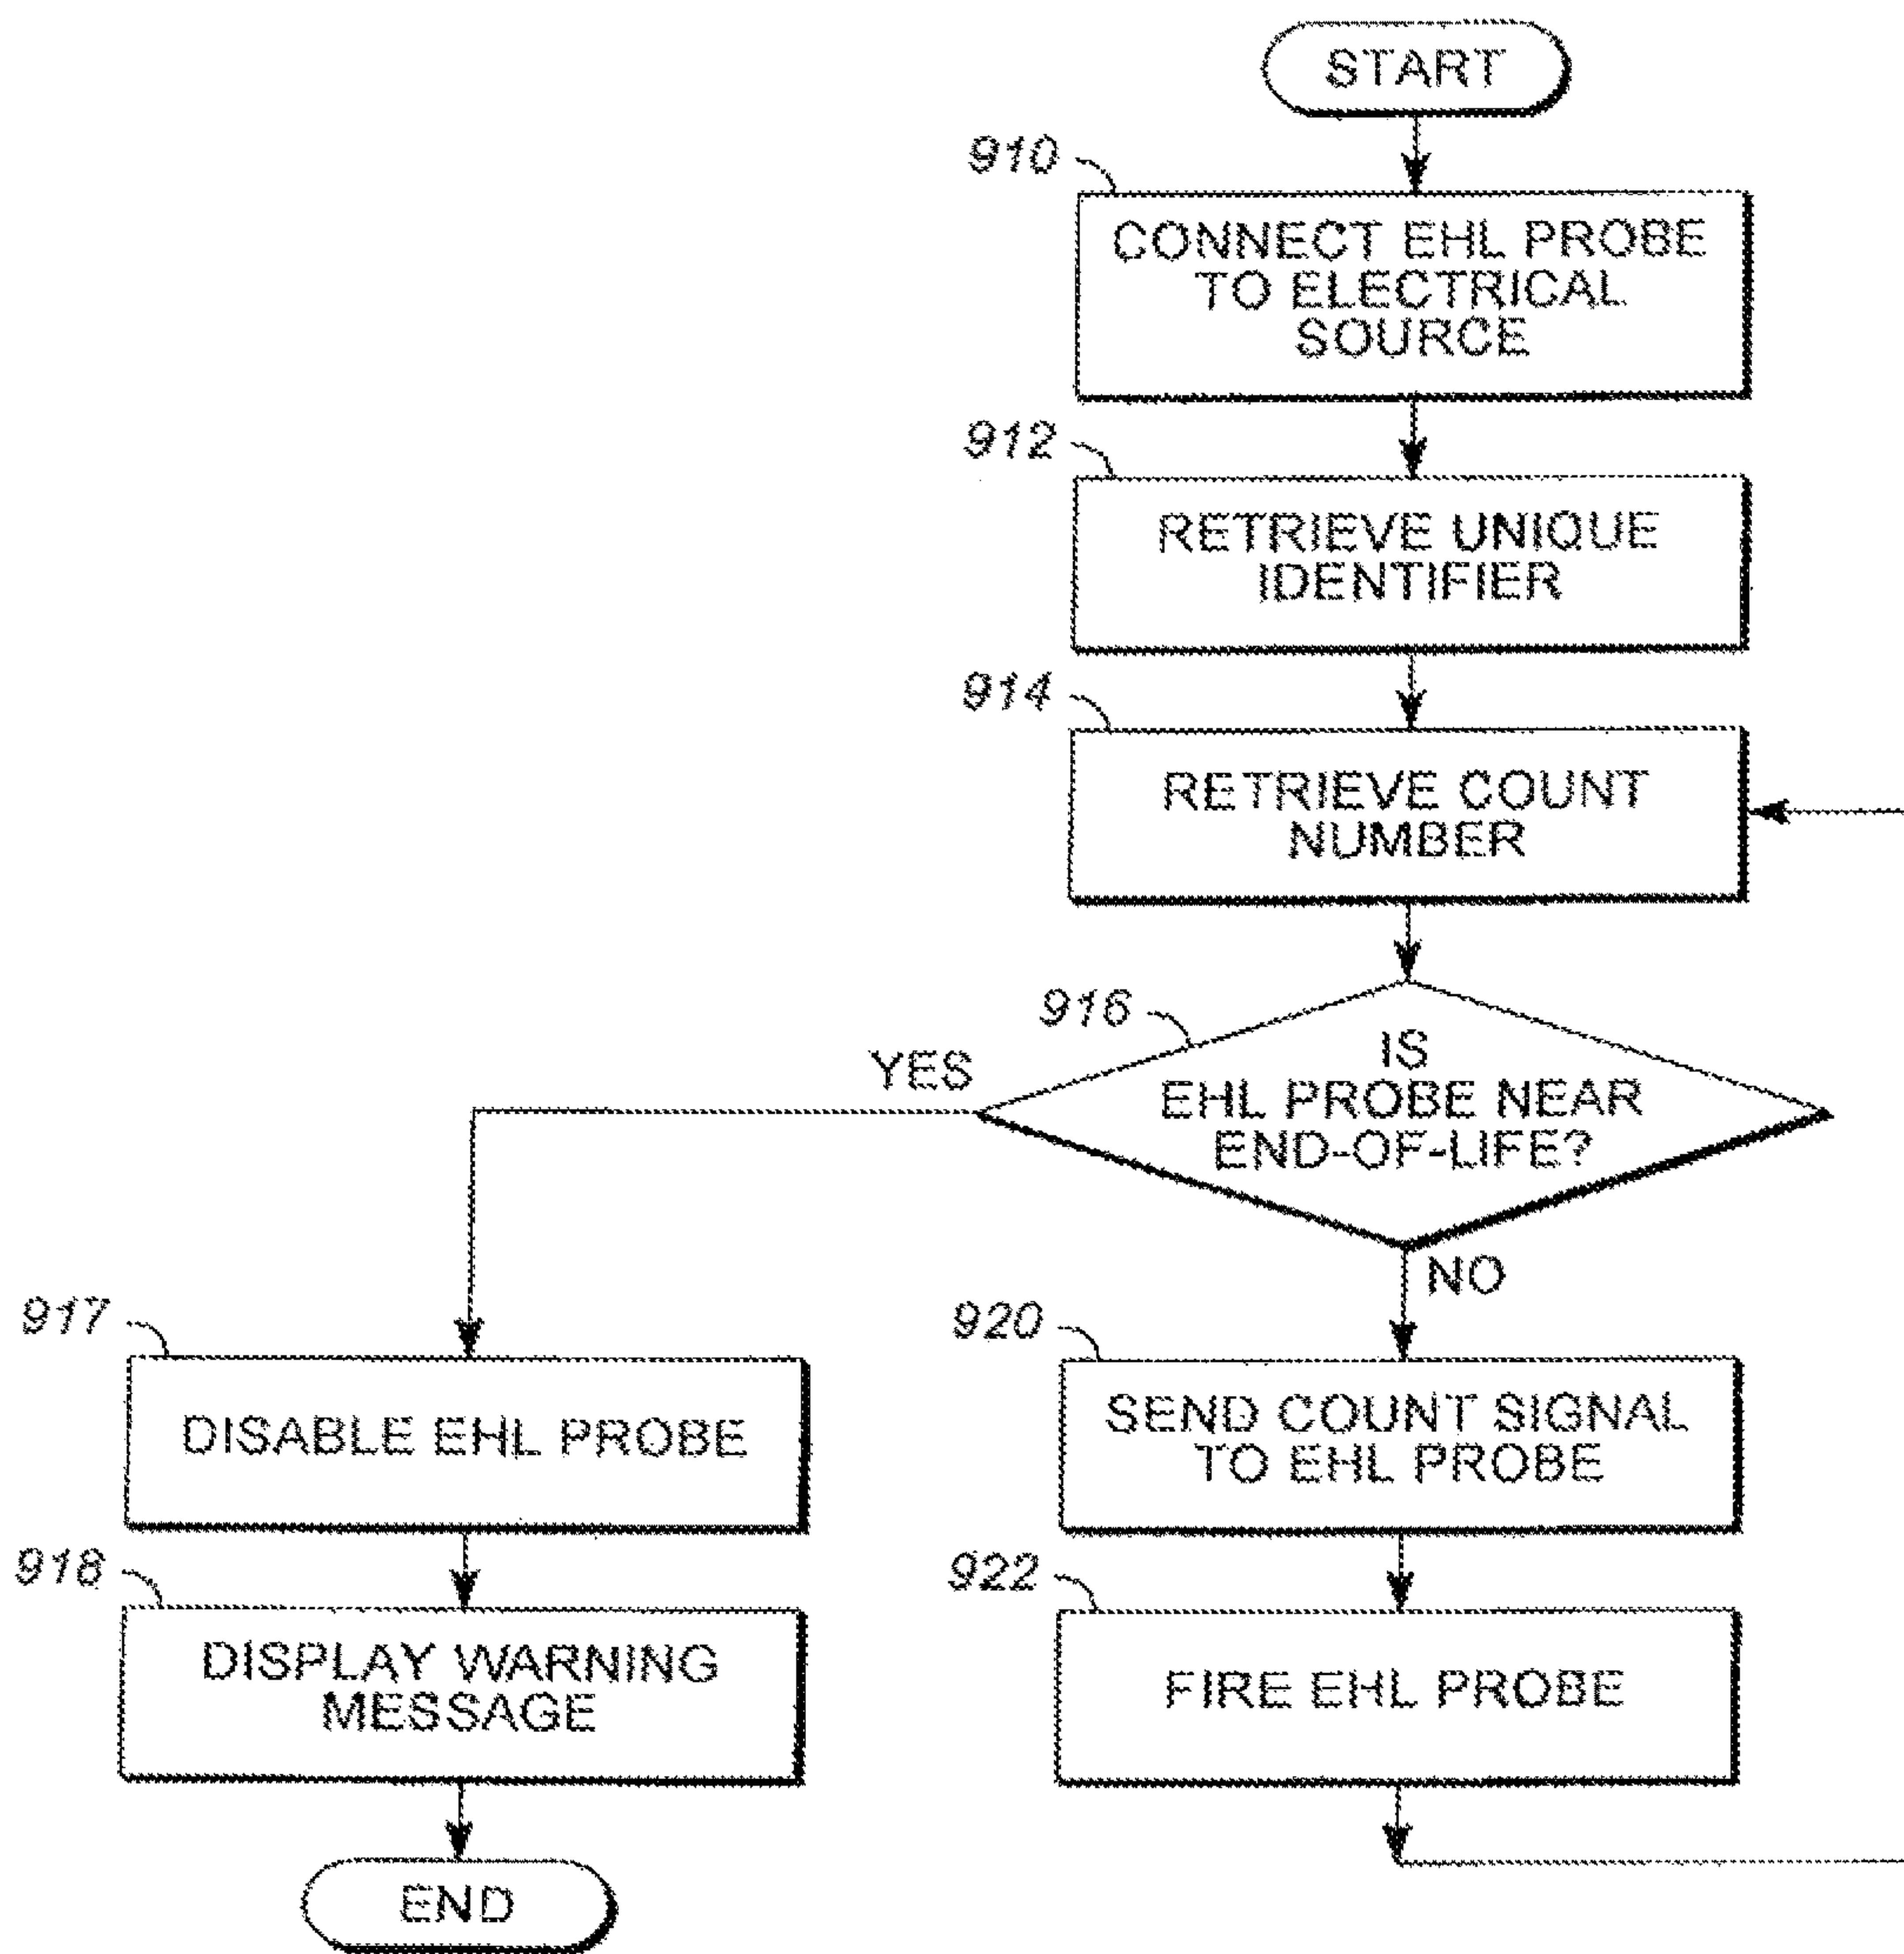 START
910
CONNECT EHL PROBE
TO ELECTRICAL
SOURCE
912
RETRIEVE UNIQUE
IDENTIFIER
914
RETRIEVE COUNT
NUMBER
916
IS
EHL PROBE NEAR
END-OF-LIFE?
YES
NO
917
DISABLE EHL PROBE
918
DISPLAY WARNING
MESSAGE
END
920
SEND COUNT SIGNAL
TO EHL PROBE
922
FIRE EHL PROBE